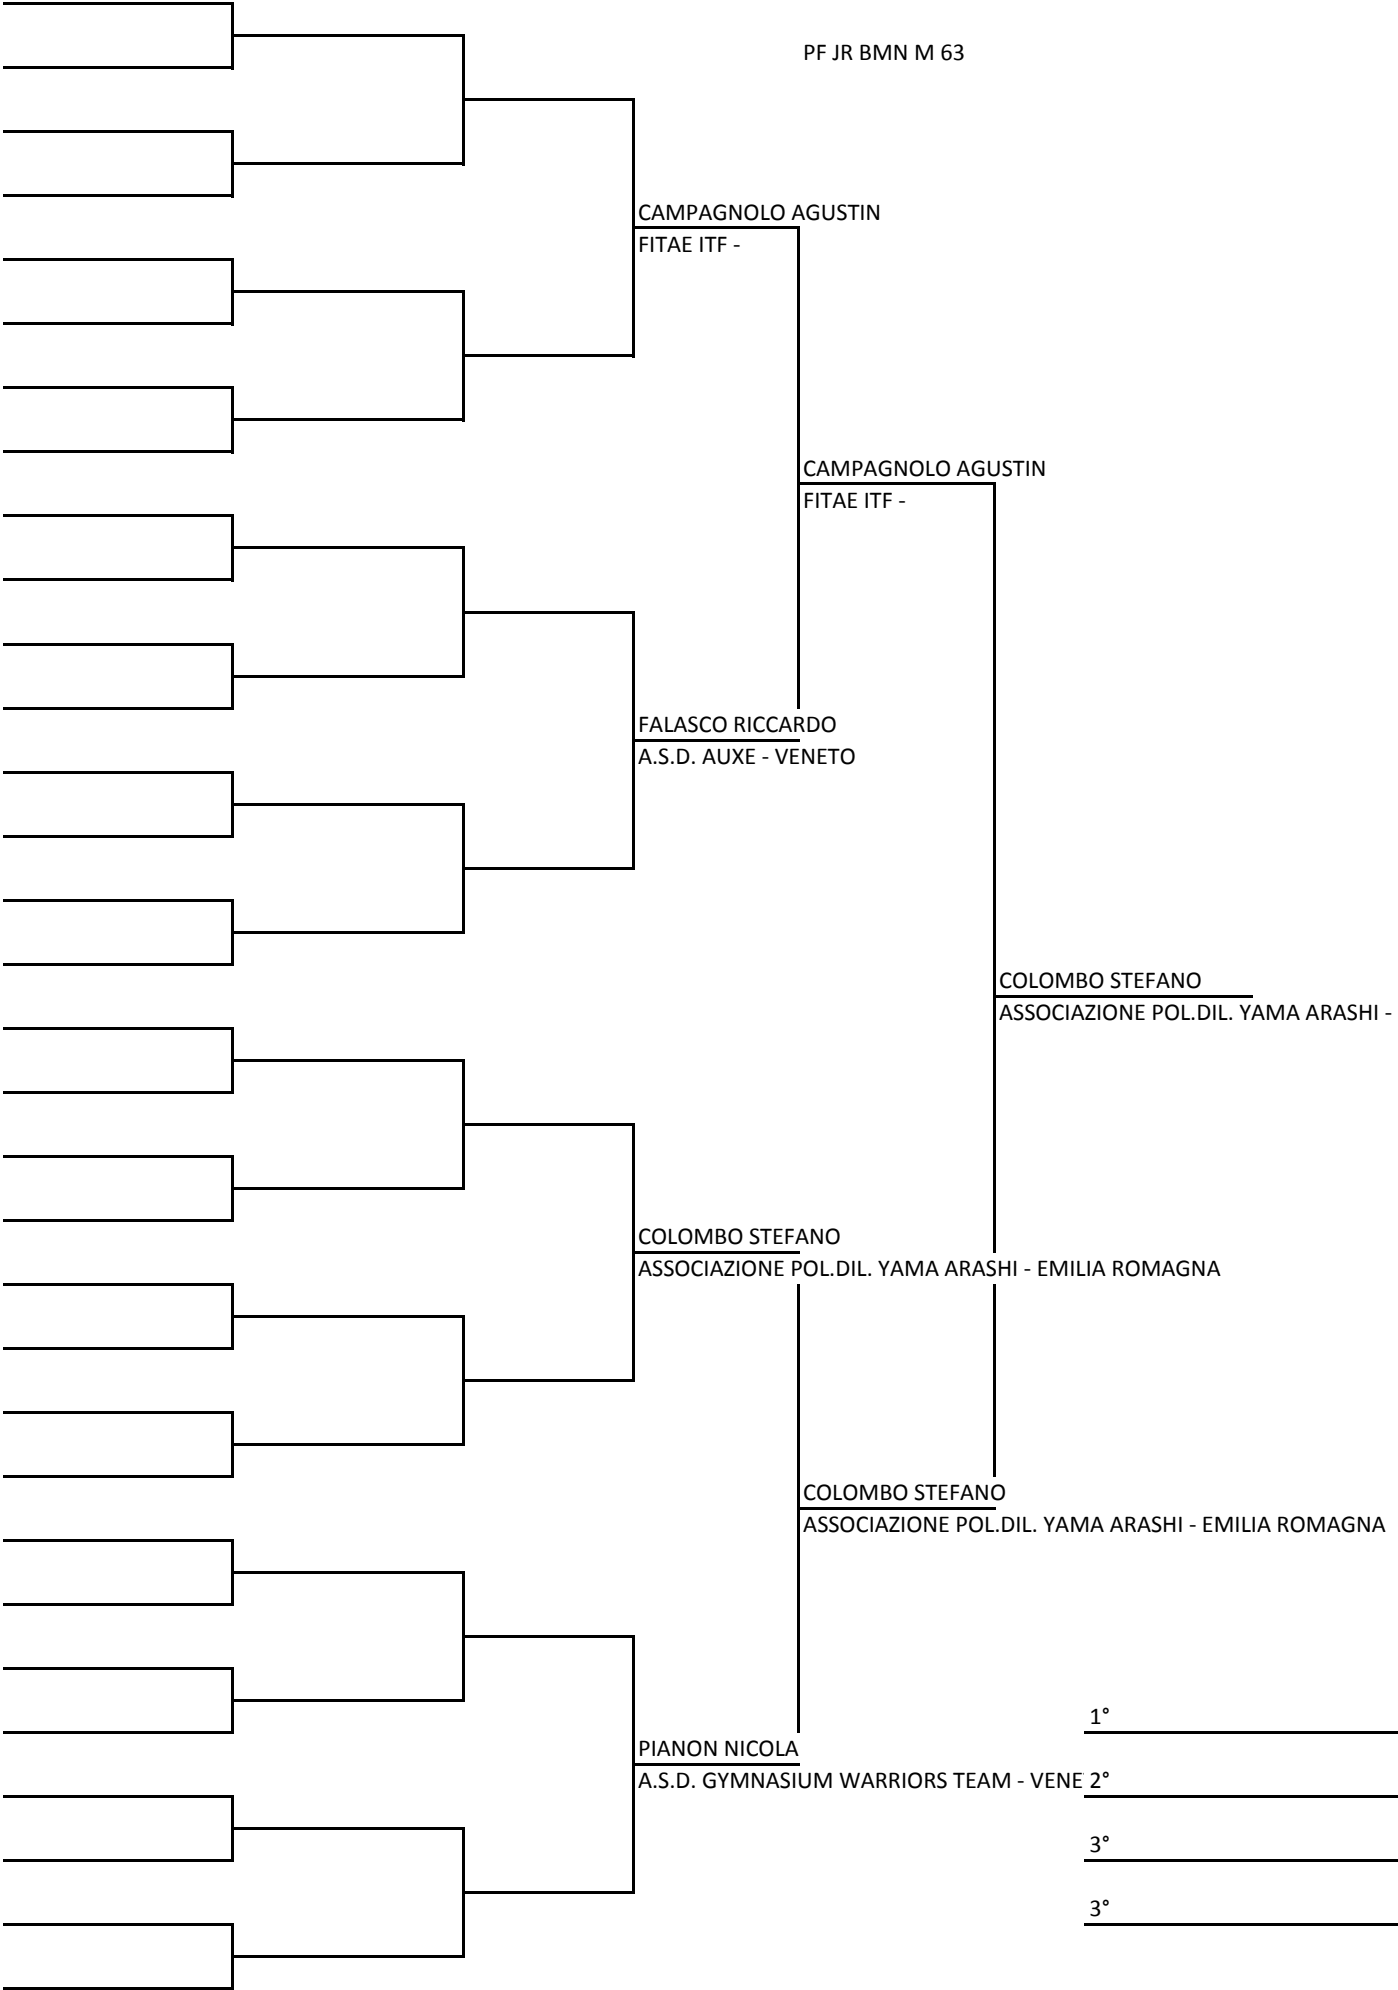 PF JR BMN M 63
CAMPAGNOLO AGUSTIN
FITAE ITF -
CAMPAGNOLO AGUSTIN
FITAE ITF -
FALASCO RICCARDO
A.S.D. AUXE - VENETO
COLOMBO STEFANO
ASSOCIAZIONE POL.DIL. YAMA ARASHI -
COLOMBO STEFANO
ASSOCIAZIONE POL.DIL. YAMA ARASHI - EMILIA ROMAGNA
COLOMBO STEFANO
ASSOCIAZIONE POL.DIL. YAMA ARASHI - EMILIA ROMAGNA
1°
PIANON NICOLA
A.S.D. GYMNASIUM WARRIORS TEAM - VENE
2°
3°
3°